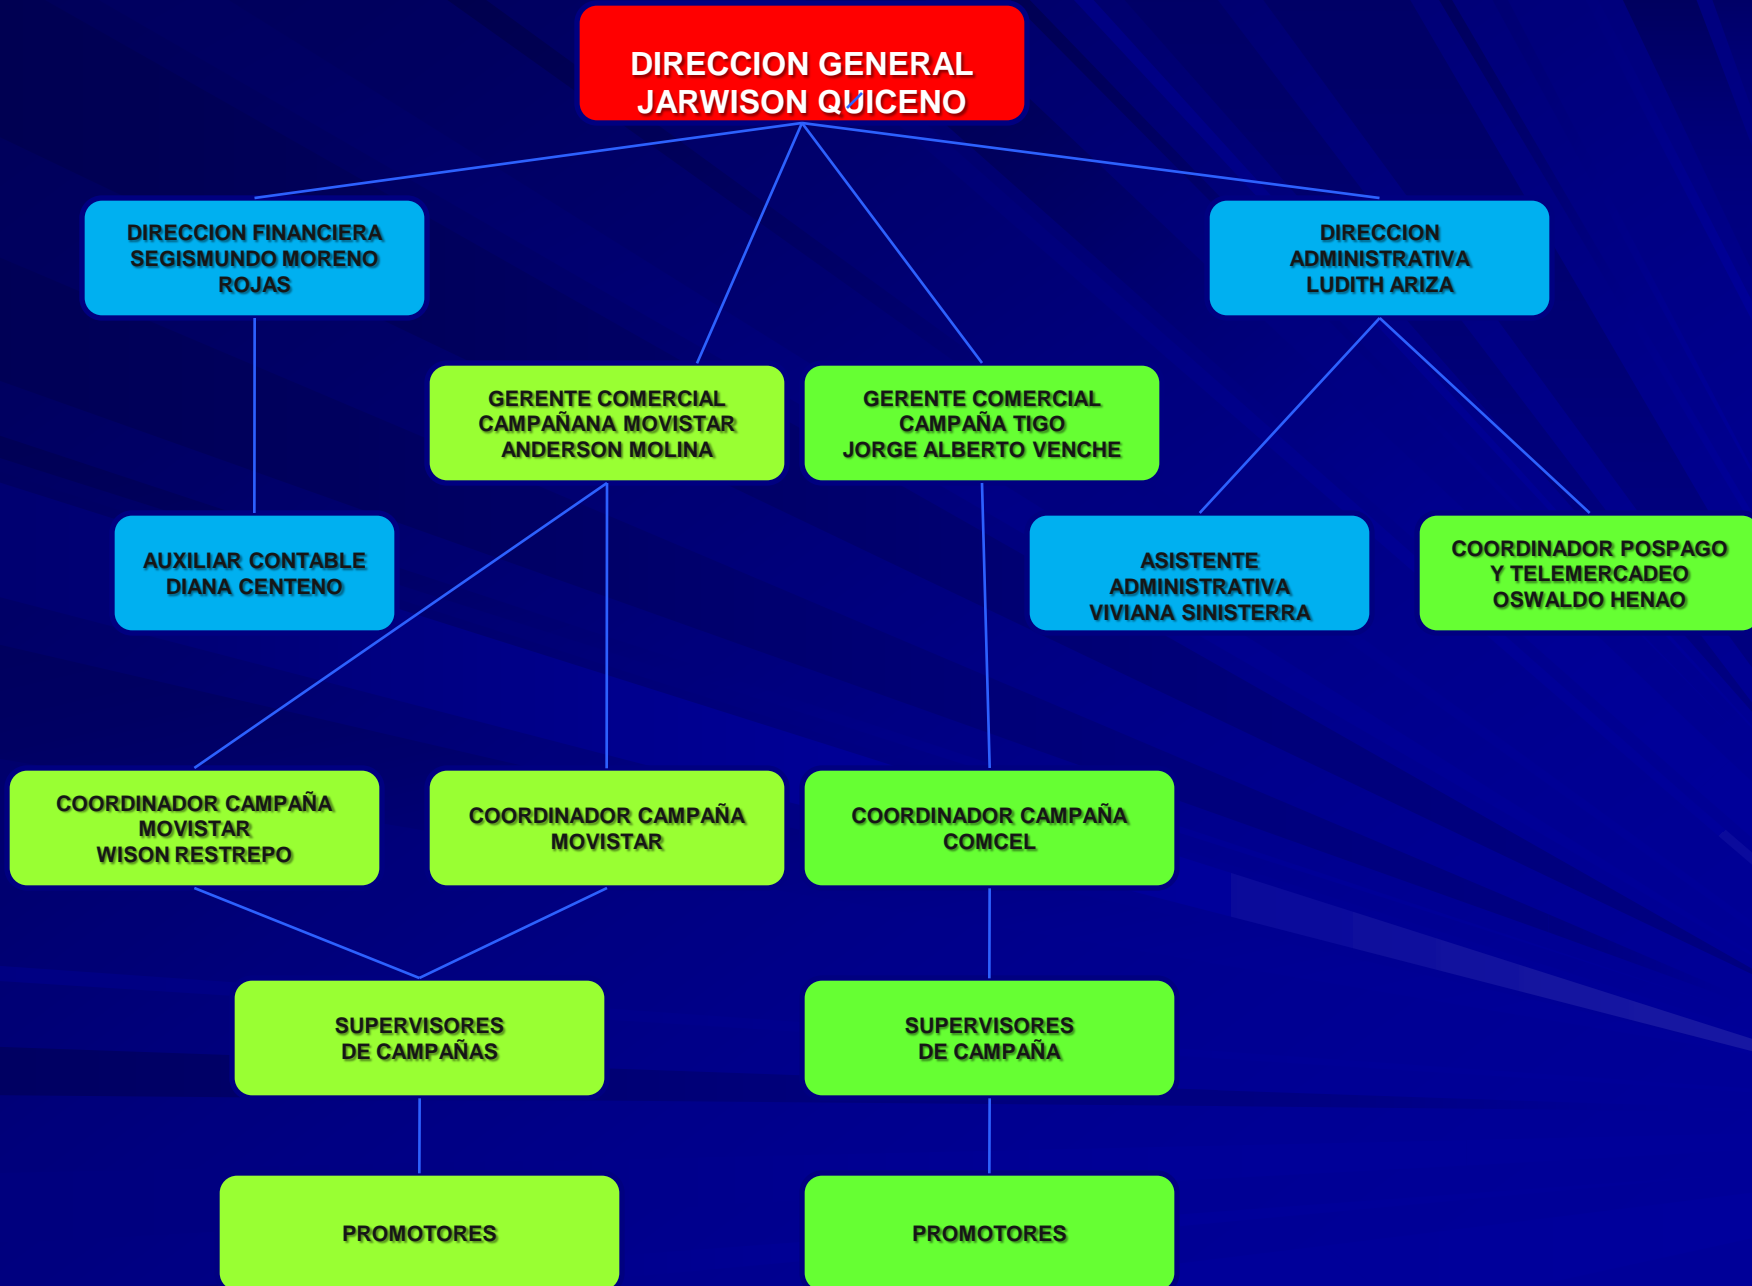 DIRECCION GENERAL
JARWISON QUICENO
DIRECCION FINANCIERA
SEGISMUNDO MORENO
ROJAS
DIRECCION
ADMINISTRATIVA
LUDITH ARIZA
GERENTE COMERCIAL
CAMPAÑANA MOVISTAR
ANDERSON MOLINA
GERENTE COMERCIAL
CAMPAÑA TIGO
JORGE ALBERTO VENCHE
AUXILIAR CONTABLE
DIANA CENTENO
ASISTENTE
ADMINISTRATIVA
VIVIANA SINISTERRA
COORDINADOR POSPAGO
Y TELEMERCADEO
OSWALDO HENAO
COORDINADOR CAMPAÑA
MOVISTAR
WISON RESTREPO
COORDINADOR CAMPAÑA
MOVISTAR
COORDINADOR CAMPAÑA
COMCEL
SUPERVISORES
DE CAMPAÑAS
SUPERVISORES
DE CAMPAÑA
PROMOTORES
PROMOTORES